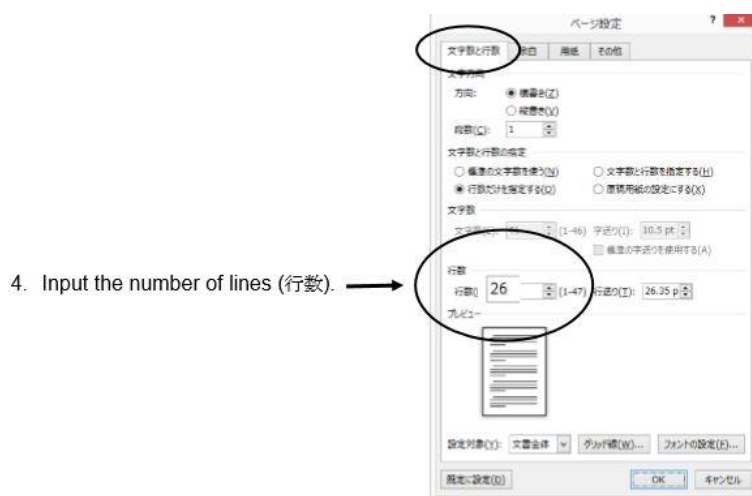 ページ設定 ?
文字数と行数 余白 用紙 その他
文字方向
方向: 横書き(Z)
縦書き(V)
段数(C): 1
文字数と行数の指定
標準の文字数を使う(N) 文字数と行数を指定する(H)
行数だけを指定する(O) 原稿用紙の設定にする(X)
文字数
(1-46) 字送り(I): 10.5 pt
標準の字送りを使用する(A)
行数
4. Input the number of lines (行数).
行数( 26 (1-47) 行送り(T): 26.35 p
プレビュー
設定対象(Y): 文書全体 グリッド線(W)... フォントの設定(F)...
既定に設定(D) OK キャンセル